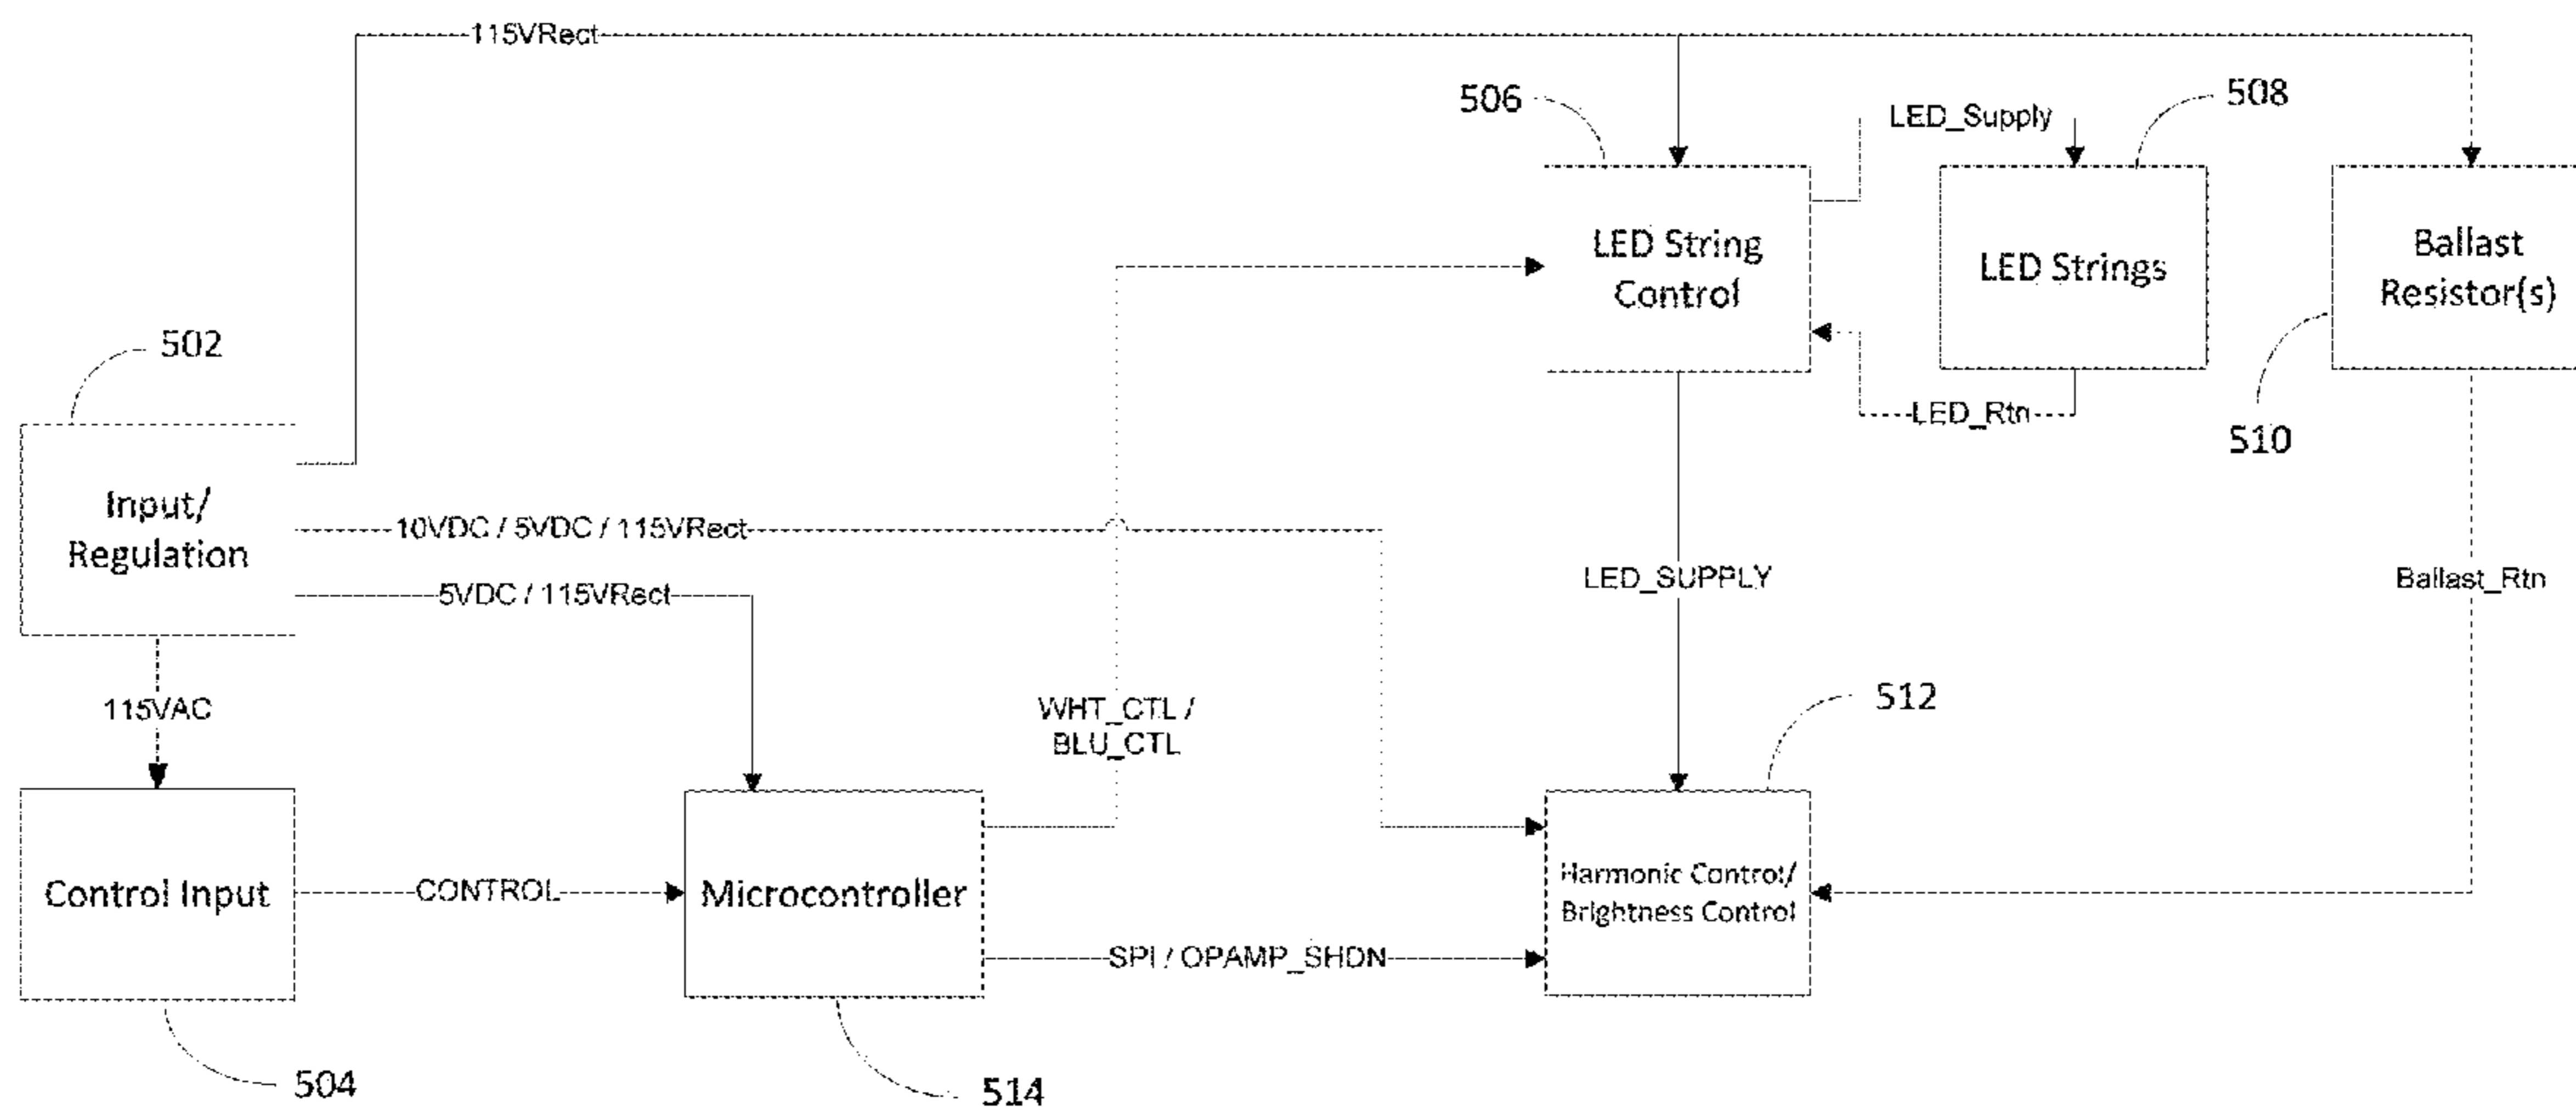 115VRect
506
508
LED_Supply
LED String
Control
LED Strings
Ballast
Resistor(s)
502
LED_Rtn
510
Input/
Regulation
10VDC / 5VDC / 115VRect
5VDC / 115VRect
LED_SUPPLY
Ballast_Rtn
115VAC
WHT_CTL /
BLU_CTL
512
Control Input
CONTROL
Microcontroller
Harmonic Control/
Brightness Control
SPI / OPAMP_SHDN
504
514